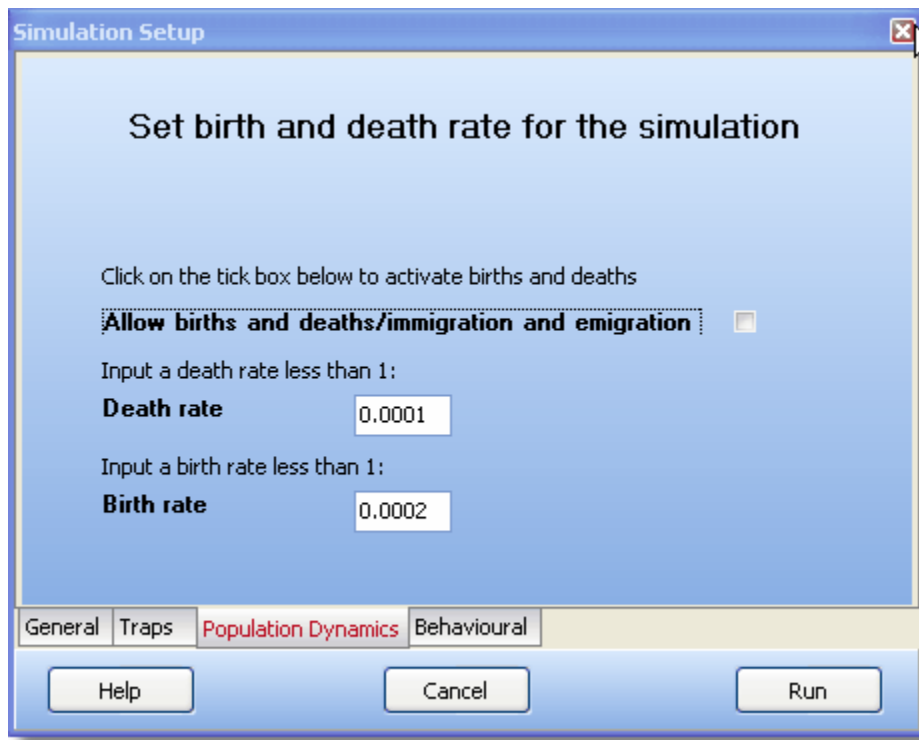 Simulation Setup
Set birth and death rate for the simulation
Click on the tick box below to activate births and deaths
Allow births and deaths/immigration and emigration
Input a death rate less than 1:
Death rate 0.0001
Input a birth rate less than 1:
Birth rate 0.0002
General Traps Population Dynamics Behavioural
Help Cancel Run